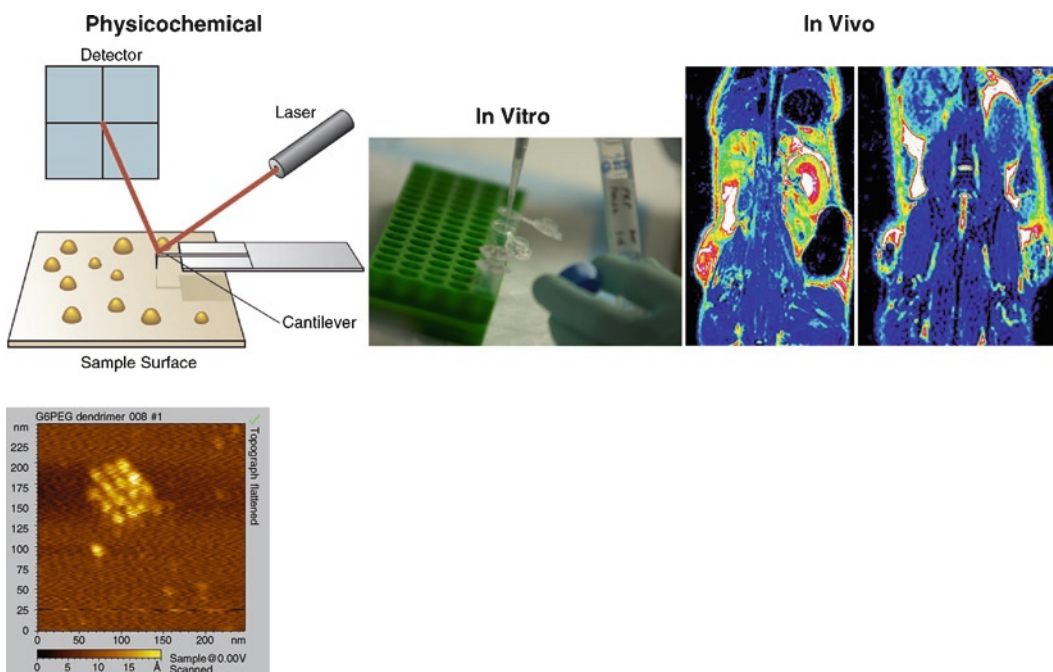 Physicochemical
Detector
Laser
Cantilever
Sample Surface
In Vitro
In Vivo
G6PEG dendrimer 008 #1
nm
225
200
175
150
125
100
75
50
25
0
0 50 100 150 200 nm
Topograph flattened
0 5 10 15 Å
Sample@0.00V
Scanned